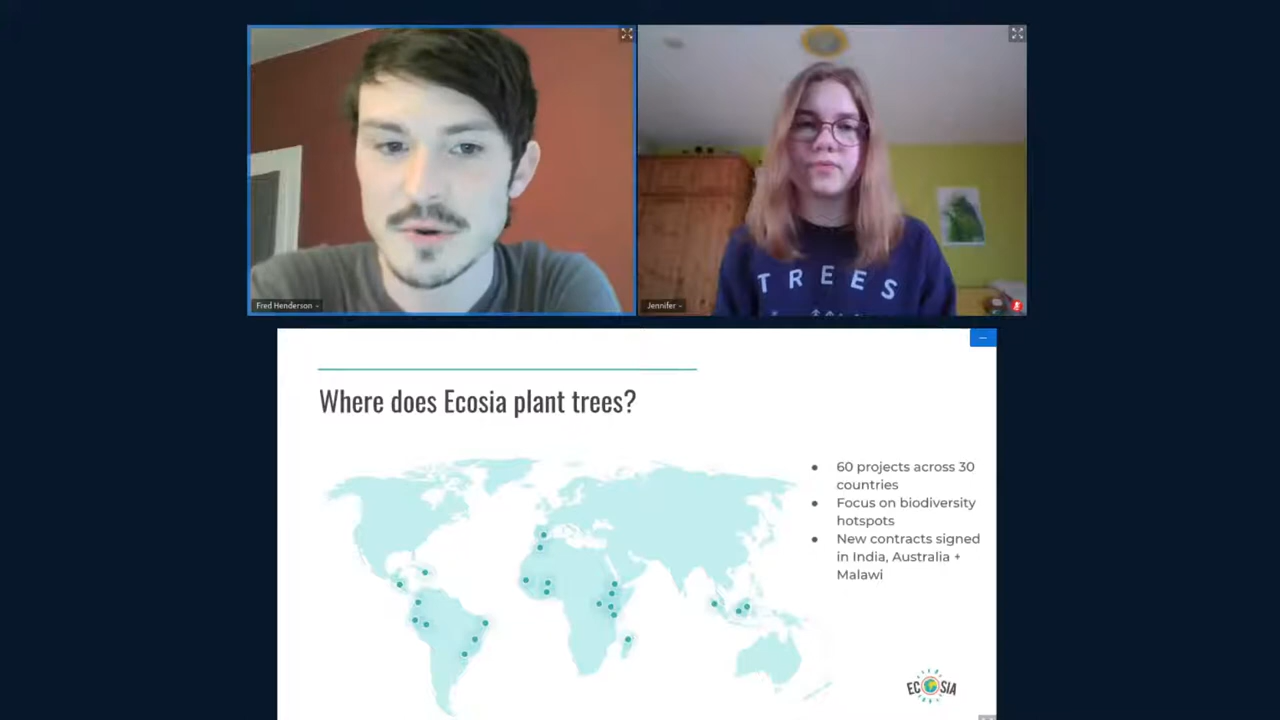 TREES
Fred Henderson
Jennifer
Where does Ecosia plant trees?
● 60 projects across 30
countries
● Focus on biodiversity
hotspots
● New contracts signed
in India, Australia +
Malawi
ECOSIA